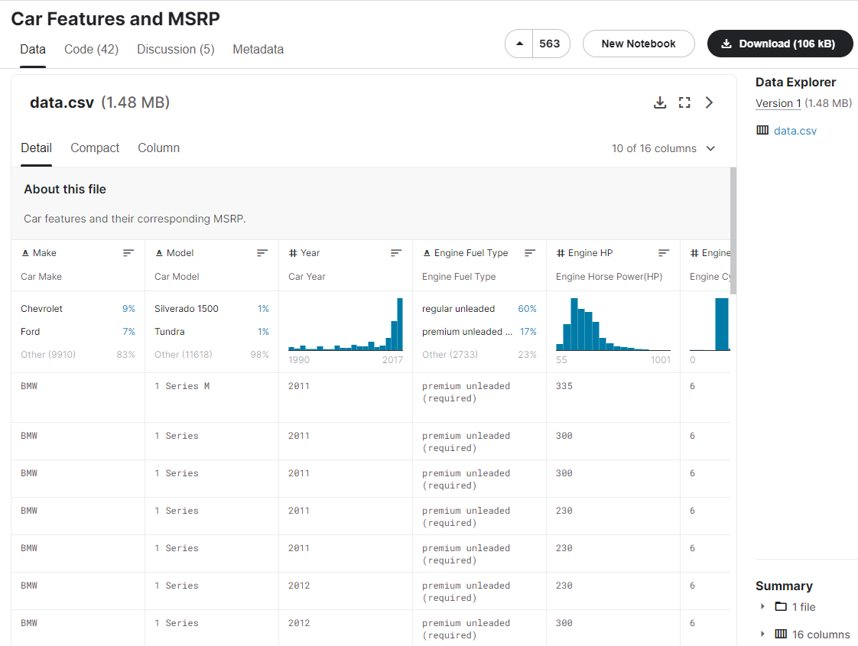 Car Features and MSRP
Data Code (42) Discussion (5) Metadata
563 New Notebook Download (106 kB)
data.csv (1.48 MB)
Detail Compact Column 10 of 16 columns
About this file
Car features and their corresponding MSRP.
Make Model # Year Engine Fuel Type # Engine HP # Engine
Car Make Car Model Car Year Engine Fuel Type Engine Horse Power(HP) Engine Cy
Chevrolet 9% Silverado 1500 1% regular unleaded 60%
Ford 7% Tundra 1% premium unleaded ... 17%
Other (9910) 83% Other (11618) 98% 1990 2017 Other (2733) 23% 55 1001 0
BMW 1 Series M 2011 premium unleaded 335 6
(required)
BMW 1 Series 2011 premium unleaded 300 6
(required)
BMW 1 Series 2011 premium unleaded 300 6
(required)
BMW 1 Series 2011 premium unleaded 230 6
(required)
BMW 1 Series 2011 premium unleaded 230 6
(required)
BMW 1 Series 2012 premium unleaded 230 6
(required)
BMW 1 Series 2012 premium unleaded 300 6
(required)
Data Explorer
Version 1 (1.48 MB)
data.csv
Summary
1 file
16 columns